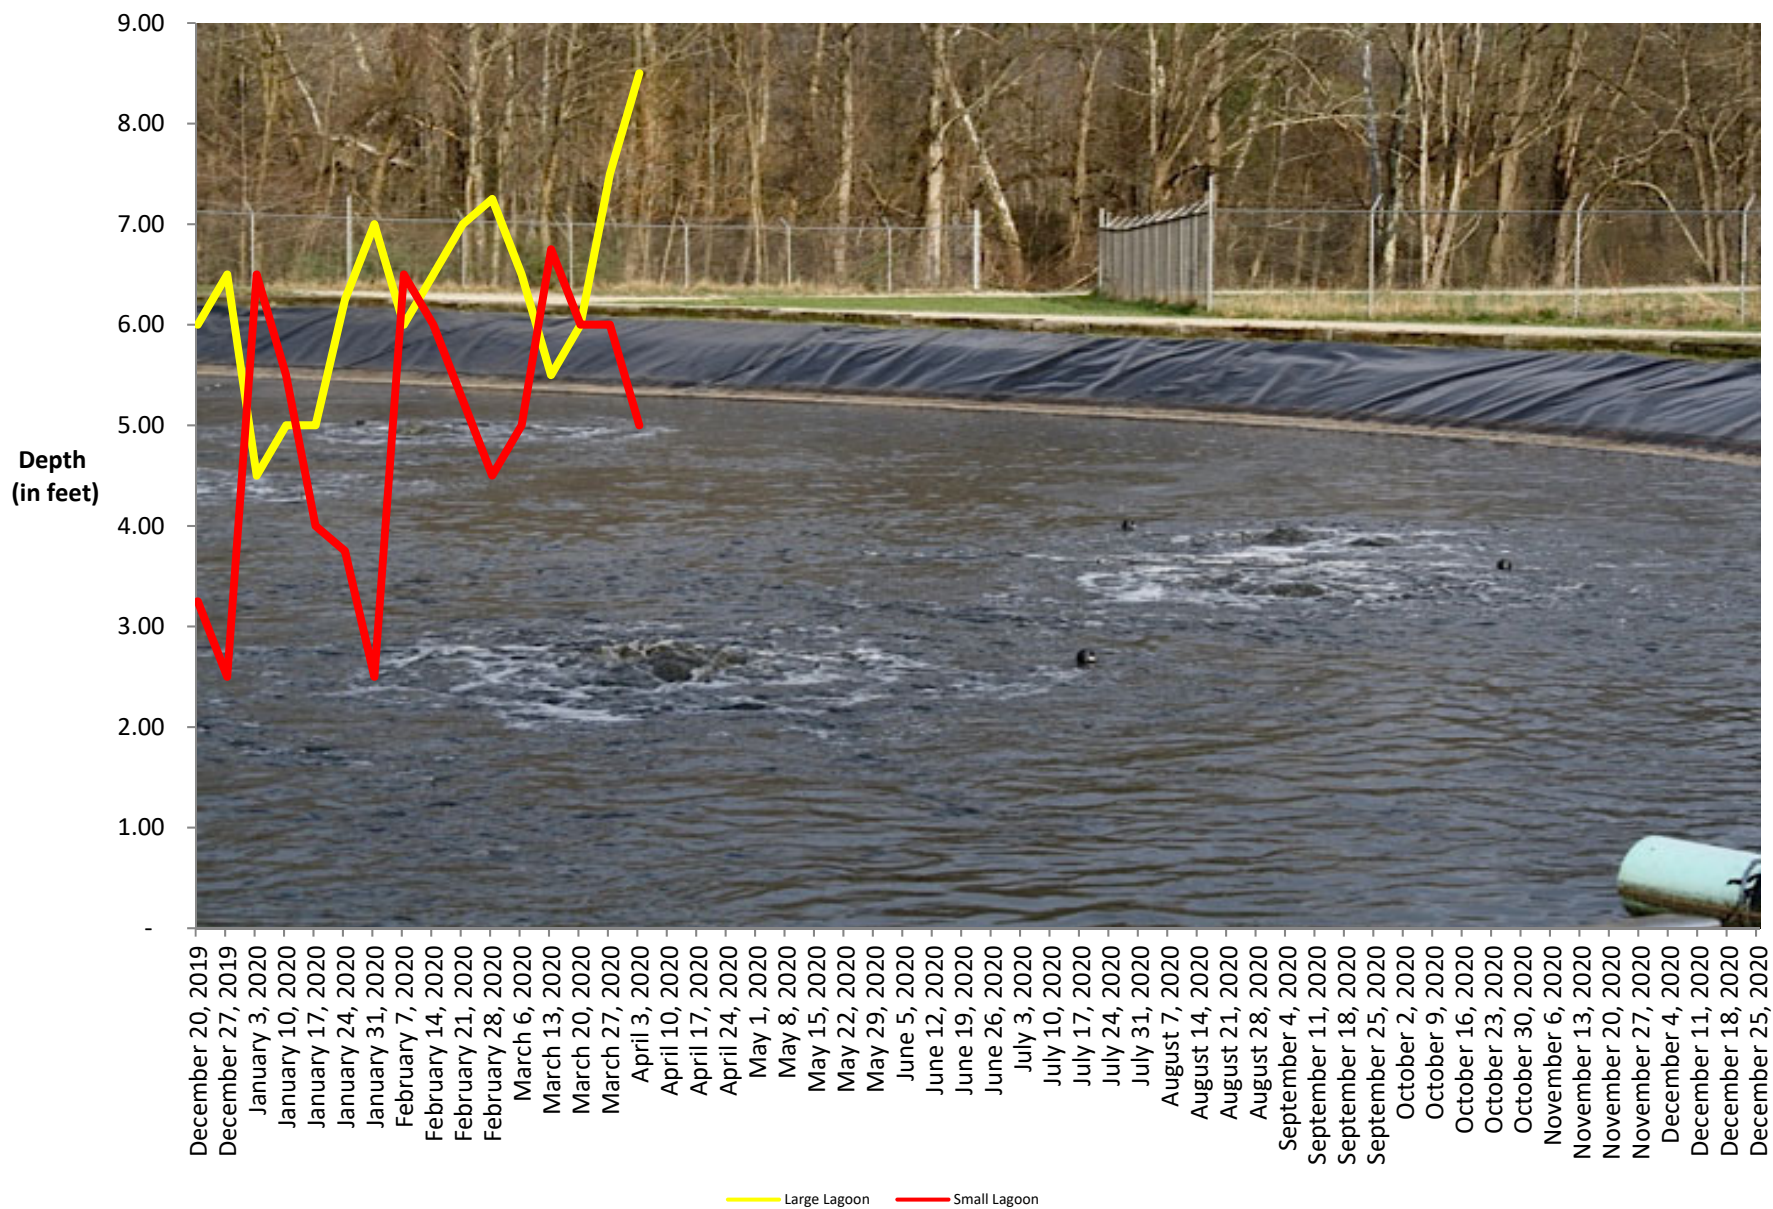 9.00
8.00
7.00
6.00
5.00
4.00
3.00
2.00
1.00
-
Depth
(in feet)
December 20, 2019
December 27, 2019
January 3, 2020
January 10, 2020
January 17, 2020
January 24, 2020
January 31, 2020
February 7, 2020
February 14, 2020
February 21, 2020
February 28, 2020
March 6, 2020
March 13, 2020
March 20, 2020
March 27, 2020
April 3, 2020
April 10, 2020
April 17, 2020
April 24, 2020
May 1, 2020
May 8, 2020
May 15, 2020
May 22, 2020
May 29, 2020
June 5, 2020
June 12, 2020
June 19, 2020
June 26, 2020
July 3, 2020
July 10, 2020
July 17, 2020
July 24, 2020
July 31, 2020
August 7, 2020
August 14, 2020
August 21, 2020
August 28, 2020
September 4, 2020
September 11, 2020
September 18, 2020
September 25, 2020
October 2, 2020
October 9, 2020
October 16, 2020
October 23, 2020
October 30, 2020
November 6, 2020
November 13, 2020
November 20, 2020
November 27, 2020
December 4, 2020
December 11, 2020
December 18, 2020
December 25, 2020
Large Lagoon
Small Lagoon